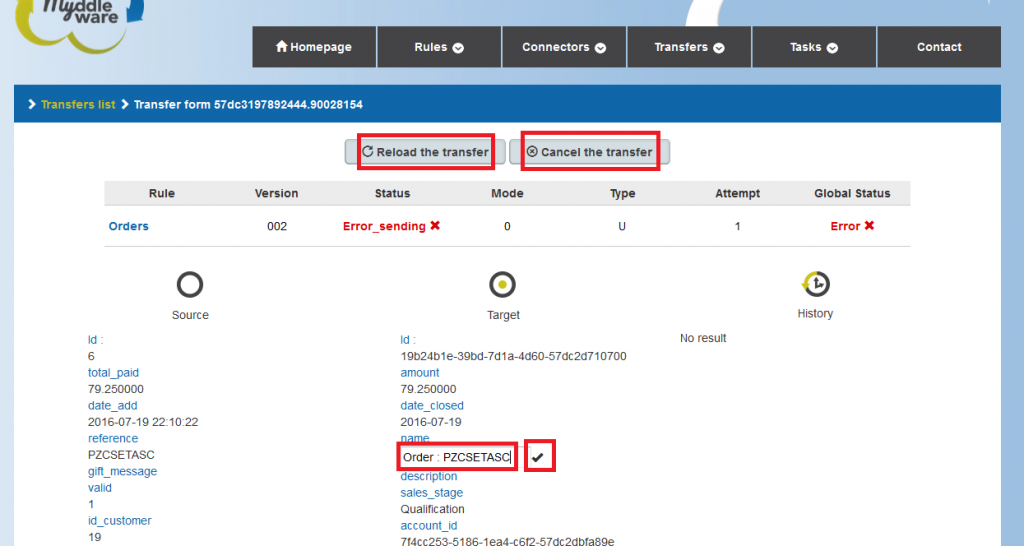 Myddle
ware
Homepage Rules Connectors Transfers Tasks Contact
Transfers list Transfer form 57dc3197892444.90028154
Reload the transfer Cancel the transfer
Rule Version Status Mode Type Attempt Global Status
Orders 002 Error_sending 0 U 1 Error
Source Target History
Id : Id : No result
6 19b24b1e-39bd-7d1a-4d60-57dc2d710700
total_paid amount
79.250000 79.250000
date_add date_closed
2016-07-19 22:10:22 2016-07-19
reference name
PZCSETASC Order : PZCSETASC
gift_message description
valid sales_stage
1 Qualification
id_customer account_id
19 7f4cc253-5186-1ea4-c6f2-57dc2dbfa89e